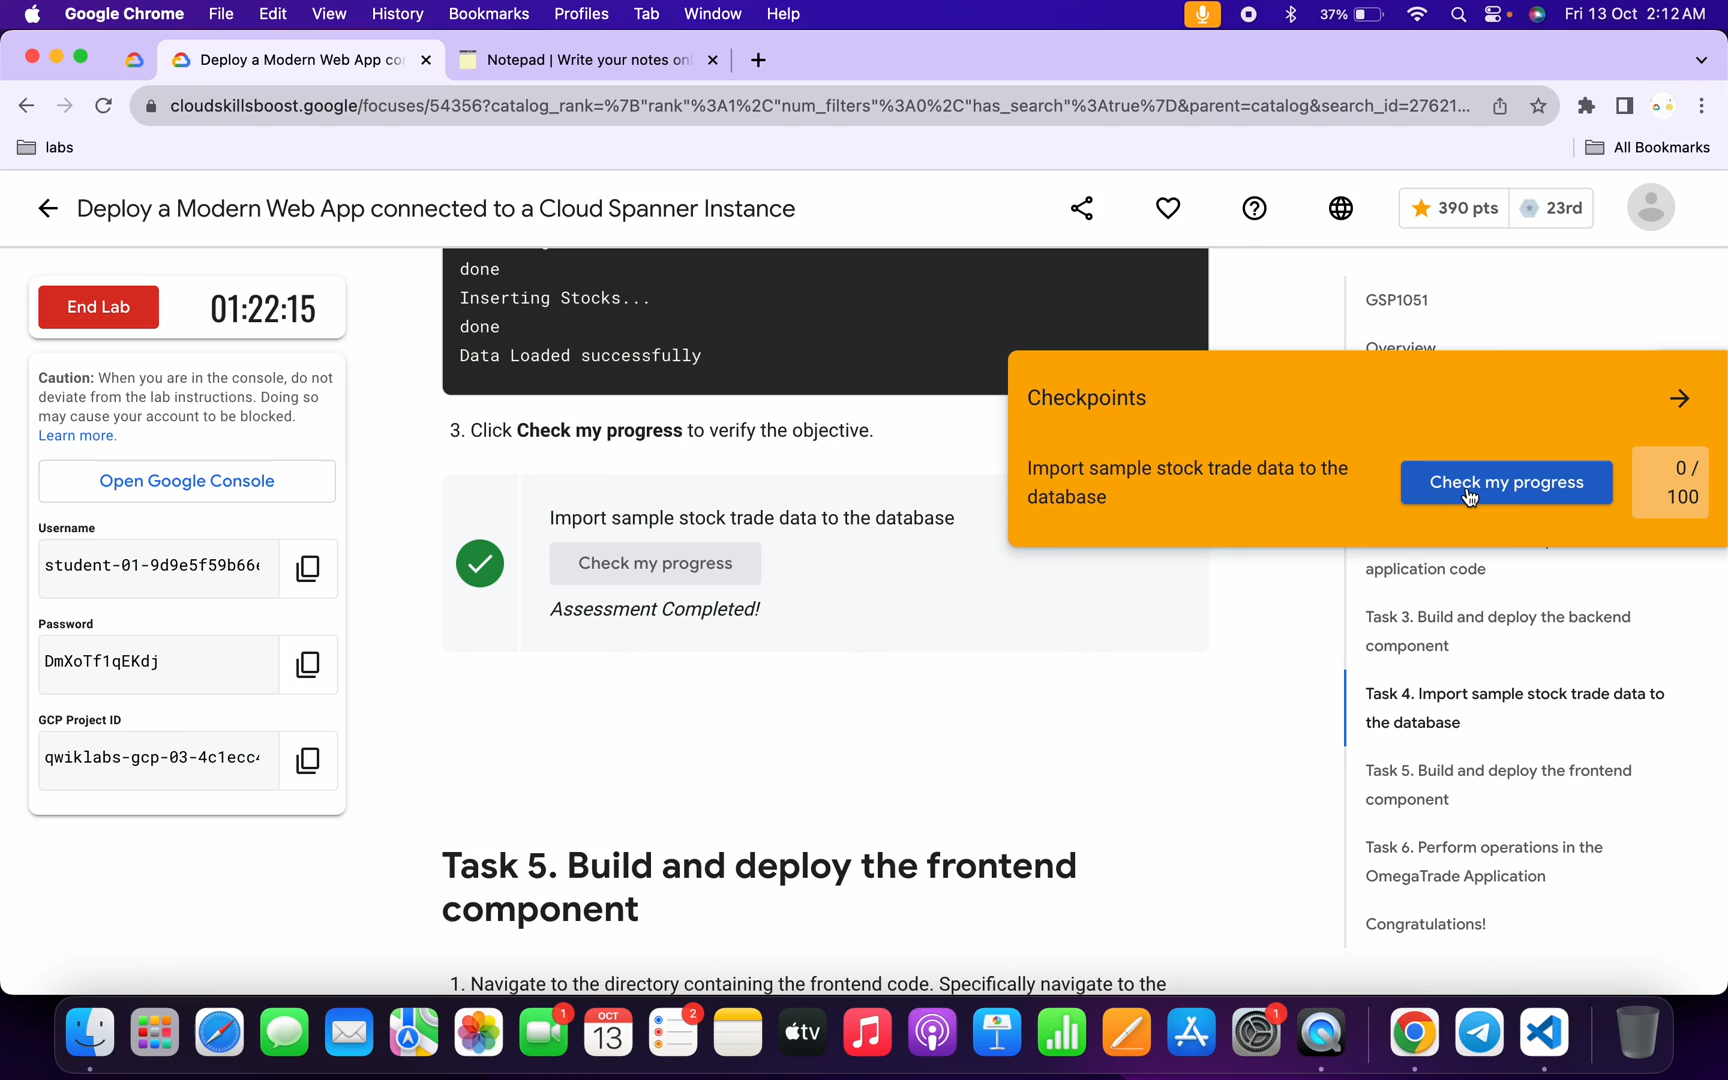 Google Chrome File Edit View History Bookmarks Profiles Tab Window Help 37% Fri 13 Oct 2:12 AM
Deploy a Modern Web App co Notepad | Write your notes onl
cloudskillsboost.google/focuses/54356?catalog_rank=%7B"rank"%3A1%2C"num_filters"%3A0%2C"has_search"%3Atrue%7D&parent=catalog&search_id=27621...
labs All Bookmarks
Deploy a Modern Web App connected to a Cloud Spanner Instance 390 pts 23rd
End Lab 01:22:15
Caution: When you are in the console, do not
deviate from the lab instructions. Doing so
may cause your account to be blocked.
Learn more.
Open Google Console
Username
student-01-9d9e5f59b66e
Password
DmXoTf1qEKdj
GCP Project ID
qwiklabs-gcp-03-4c1ecc4
done
Inserting Stocks...
done
Data Loaded successfully
3. Click Check my progress to verify the objective.
Import sample stock trade data to the database
Check my progress
Assessment Completed!
Task 5. Build and deploy the frontend
component
1. Navigate to the directory containing the frontend code. Specifically navigate to the
GSP1051
Overview
Checkpoints
Import sample stock trade data to the
database
Check my progress
0 /
100
application code
Task 3. Build and deploy the backend
component
Task 4. Import sample stock trade data to
the database
Task 5. Build and deploy the frontend
component
Task 6. Perform operations in the
OmegaTrade Application
Congratulations!
1
OCT
13
2
tv
1